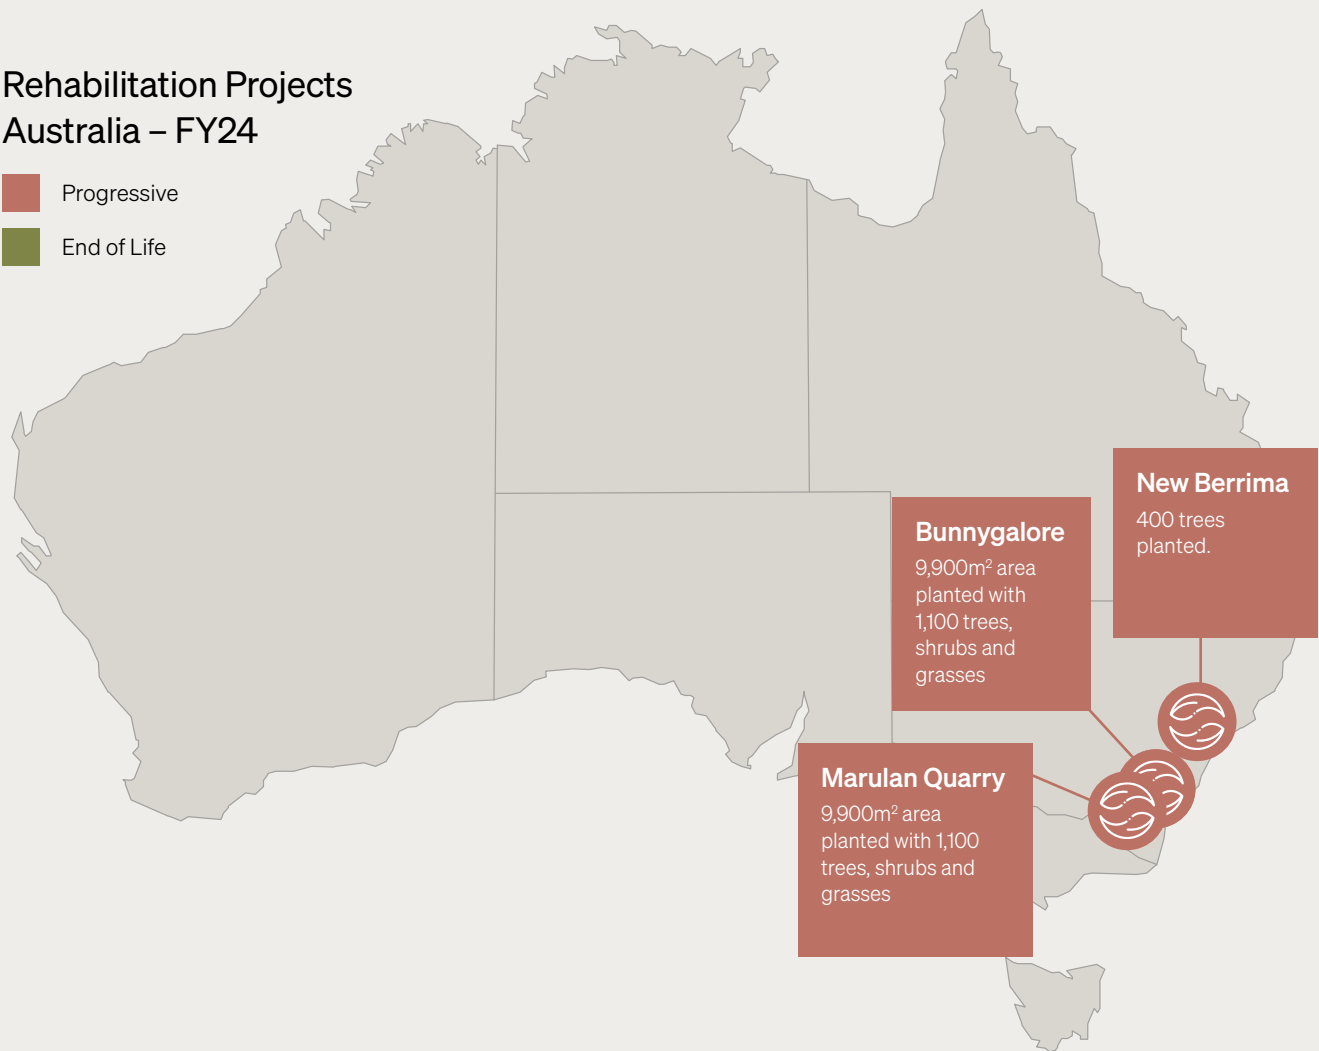 Rehabilitation Projects
Australia – FY24
Progressive
End of Life
New Berrima
400 trees
planted.
Bunnygalore
9,900m² area
planted with
1,100 trees,
shrubs and
grasses
Marulan Quarry
9,900m² area
planted with 1,100
trees, shrubs and
grasses